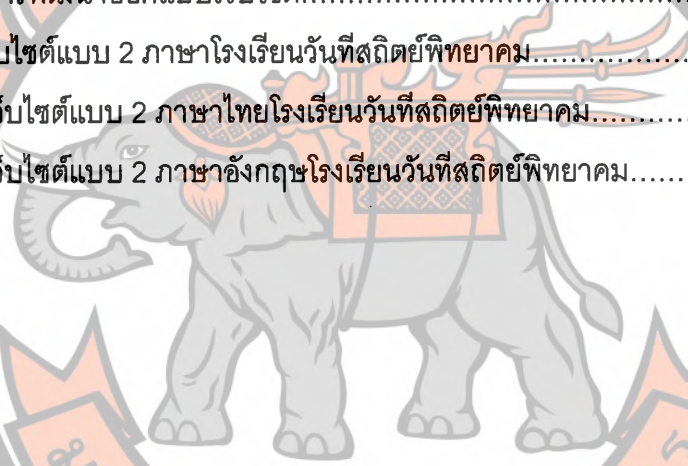 บไซต์แบบ 2 ภาษาโรงเรียนวันทีสถิตย์พิทยาคม....................
บไซต์แบบ 2 ภาษาไทยโรงเรียนวันทีสถิตย์พิทยาคม............
บไซต์แบบ 2 ภาษาอังกฤษโรงเรียนวันทีสถิตย์พิทยาคม.......